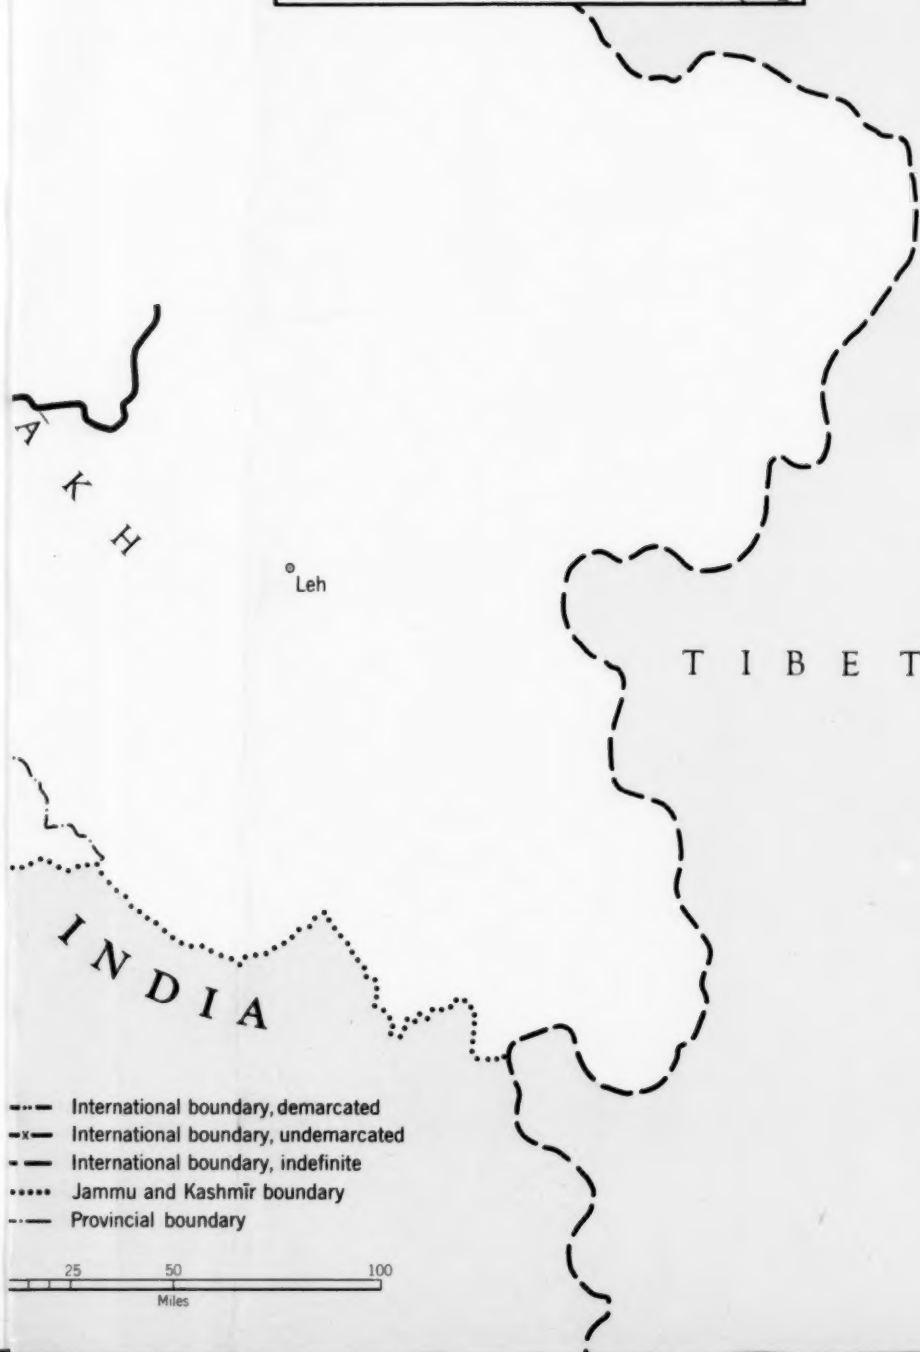 A K H
Leh
T I B E T
INDIA
International boundary, demarcated
International boundary, undemarcated
International boundary, indefinite
Jammu and Kashmīr boundary
Provincial boundary
25 50 100
Miles